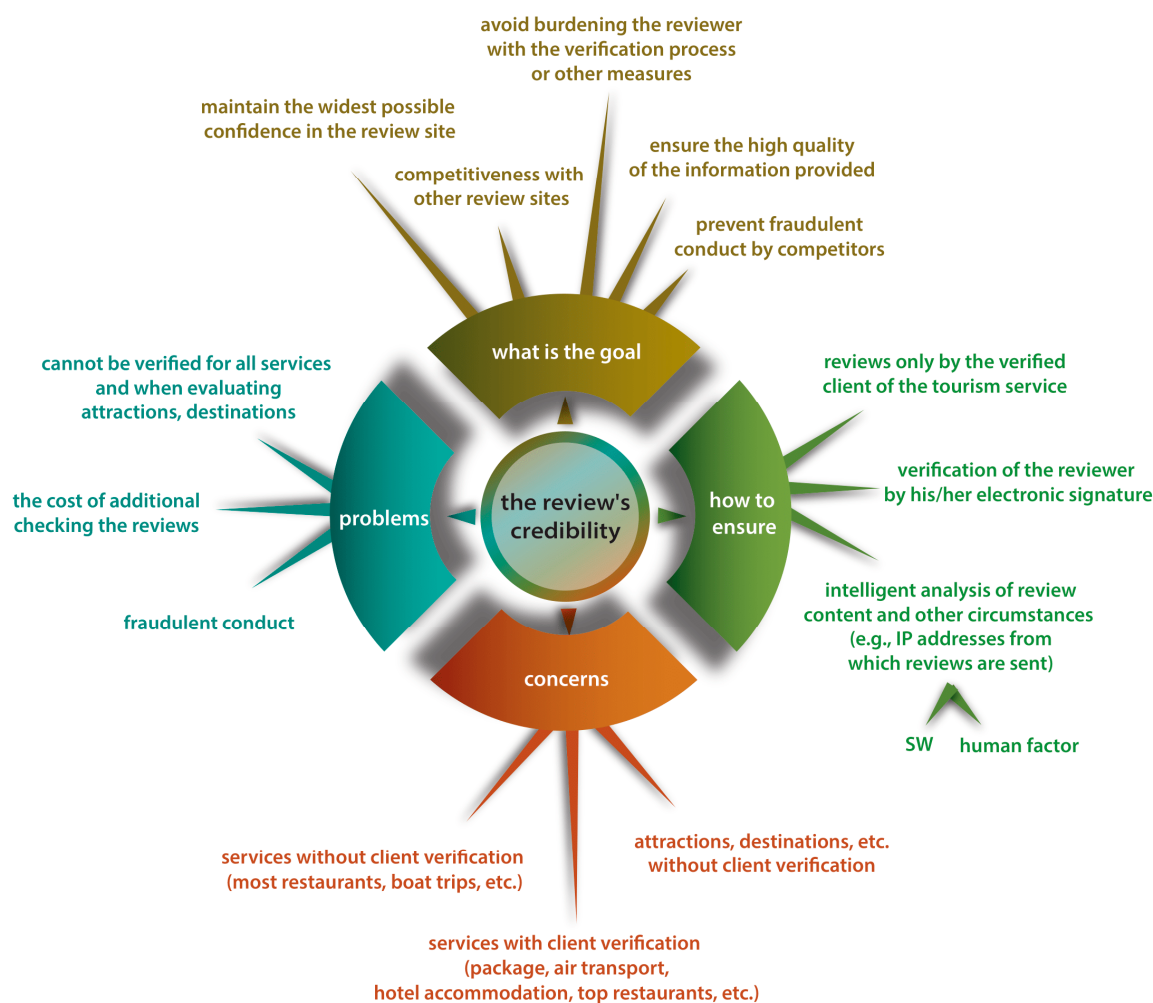 avoid burdening the reviewer
with the verification process
or other measures
maintain the widest possible
confidence in the review site
competitiveness with
other review sites
ensure the high quality
of the information provided
prevent fraudulent
conduct by competitors
what is the goal
cannot be verified for all services
and when evaluating
attractions, destinations
the cost of additional
checking the reviews
fraudulent conduct
problems
the review's
credibility
how to
ensure
reviews only by the verified
client of the tourism service
verification of the reviewer
by his/her electronic signature
intelligent analysis of review
content and other circumstances
(e.g., IP addresses from
which reviews are sent)
SW
human factor
concerns
services without client verification
(most restaurants, boat trips, etc.)
attractions, destinations, etc.
without client verification
services with client verification
(package, air transport,
hotel accommodation, top restaurants, etc.)